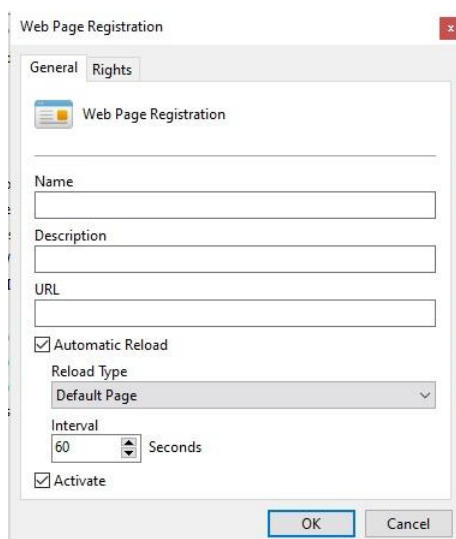 Web Page Registration
x
General Rights
Web Page Registration
Name
Description
URL
Automatic Reload
Reload Type
Default Page
Interval
60 Seconds
Activate
OK Cancel